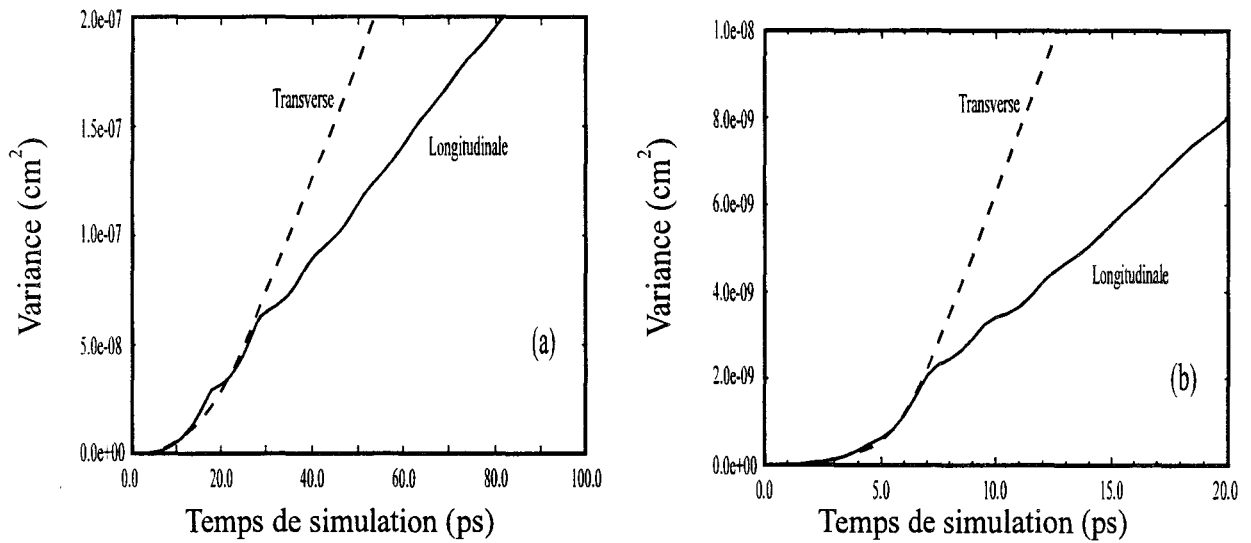 2.0e-07
1.5e-07
1.0e-07
5.0e-08
0.0e+00
Variance (cm²)
Transverse
Longitudinale
(a)
0.0 20.0 40.0 60.0 80.0 100.0
Temps de simulation (ps)
1.0e-08
8.0e-09
6.0e-09
4.0e-09
2.0e-09
0.0e+00
Variance (cm²)
Transverse
Longitudinale
(b)
0.0 5.0 10.0 15.0 20.0
Temps de simulation (ps)